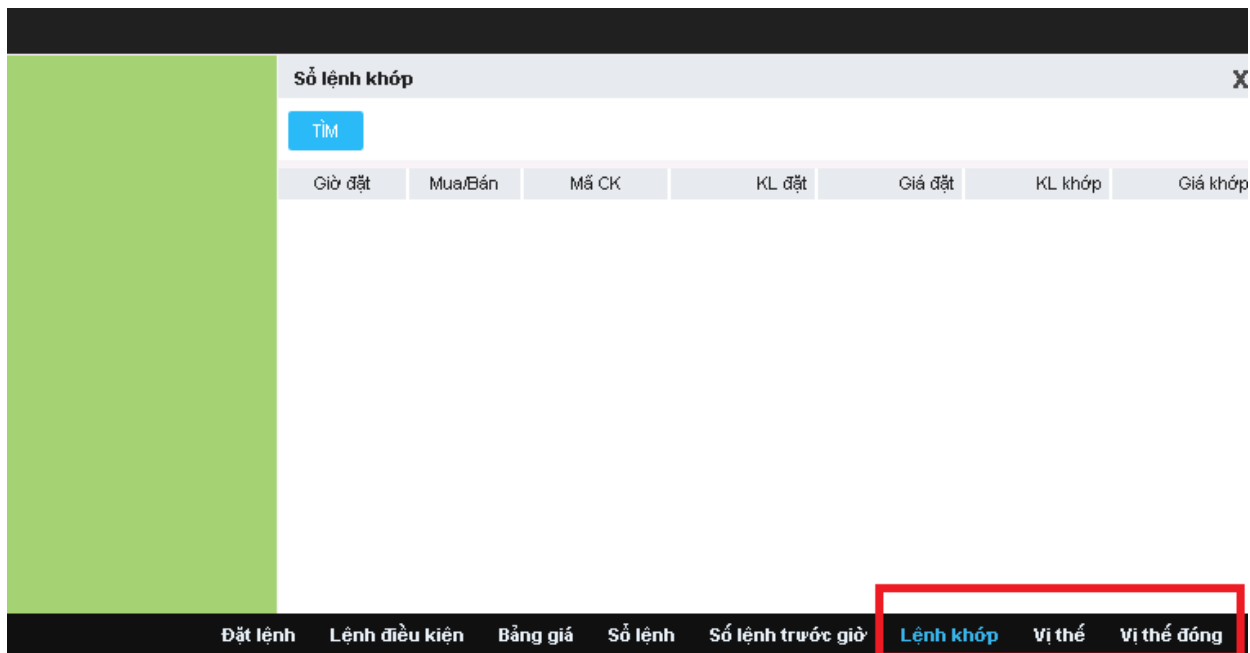 Sổ lệnh khớp X
TÌM
Giờ đặt Mua/Bán Mã CK KL đặt Giá đặt KL khớp Giá khớp
Đặt lệnh Lệnh điều kiện Bảng giá Sổ lệnh Số lệnh trước giờ Lệnh khớp Vị thế Vị thế đóng